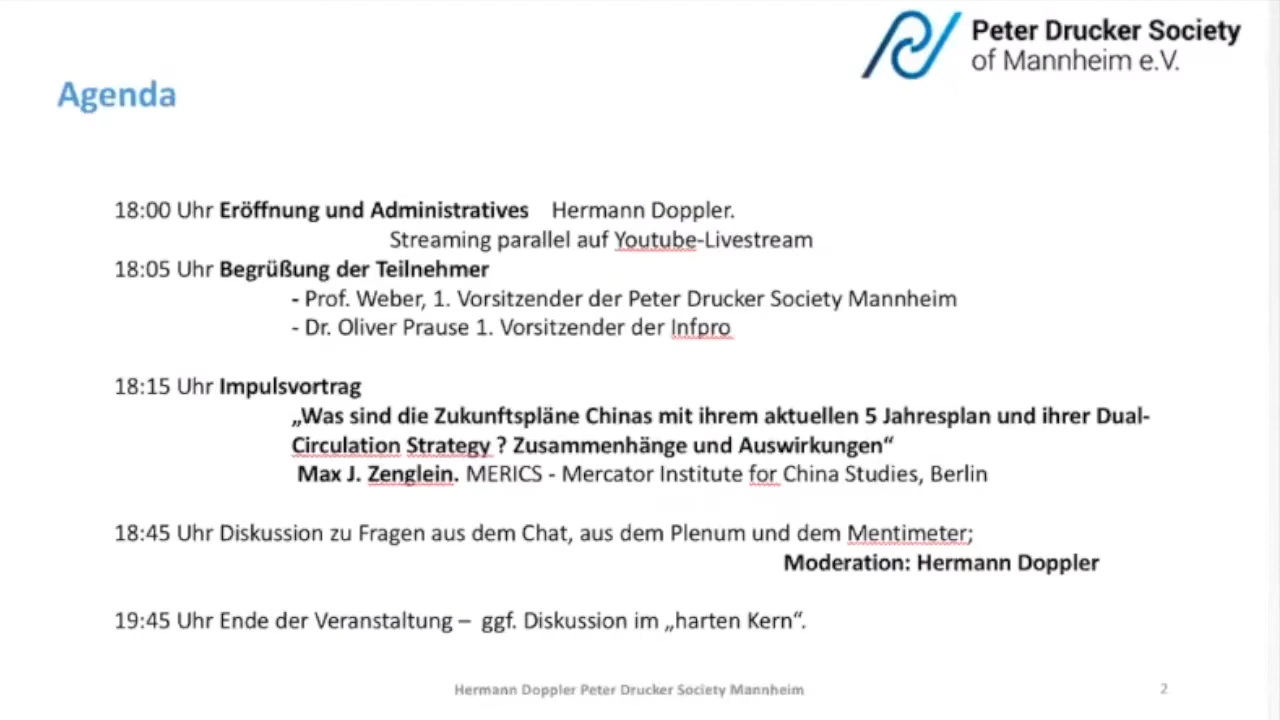 Peter Drucker Society
of Mannheim e.V.
Agenda
18:00 Uhr Eröffnung und Administratives Hermann Doppler.
Streaming parallel auf Youtube-Livestream
18:05 Uhr Begrüßung der Teilnehmer
- Prof. Weber, 1. Vorsitzender der Peter Drucker Society Mannheim
- Dr. Oliver Prause 1. Vorsitzender der Infpro
18:15 Uhr Impulsvortrag
„Was sind die Zukunftspläne Chinas mit ihrem aktuellen 5 Jahresplan und ihrer Dual-
Circulation Strategy ? Zusammenhänge und Auswirkungen“
Max J. Zenglein. MERICS - Mercator Institute for China Studies, Berlin
18:45 Uhr Diskussion zu Fragen aus dem Chat, aus dem Plenum und dem Mentimeter;
Moderation: Hermann Doppler
19:45 Uhr Ende der Veranstaltung – ggf. Diskussion im „harten Kern“.
Hermann Doppler Peter Drucker Society Mannheim
2